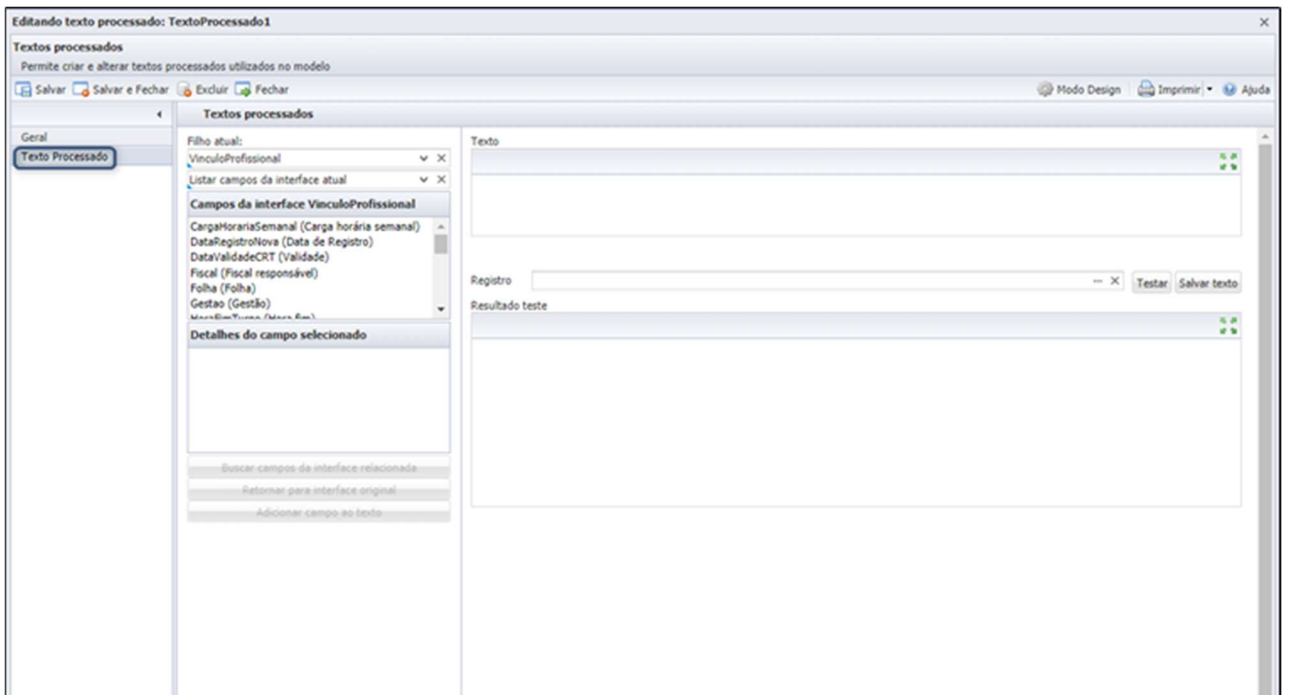 Editando texto processado: TextoProcessado1
Textos processados
Permite criar e alterar textos processados utilizados no modelo
Salvar Salvar e Fechar Excluir Fechar Modo Design Imprimir Ajuda
Textos processados
Geral
Texto Processado
Filho atual:
VinculoProfissional
Listar campos da interface atual
Campos da interface VinculoProfissional
CargaHorariaSemanal (Carga horária semanal)
DataRegistroNova (Data de Registro)
DataValidadeCRT (Validade)
Fiscal (Fiscal responsável)
Folha (Folha)
Gestao (Gestão)
HoraFimTurno (Hora fim)
Detalhes do campo selecionado
Buscar campos da interface relacionada
Retornar para interface original
Adicionar campo ao texto
Texto
Registro Testar Salvar texto
Resultado teste